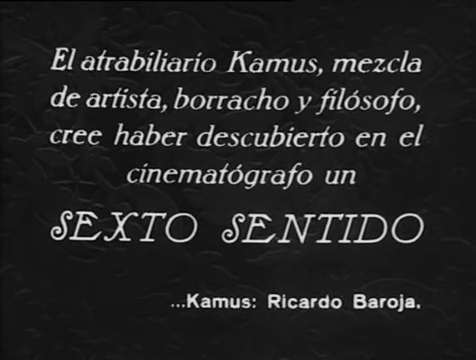 El atrabiliario Kamus, mezcla
de artista, borracho y filósofo,
cree haber descubierto en el
cinematógrafo un
SEXTO SENTIDO
...Kamus: Ricardo Baroja.